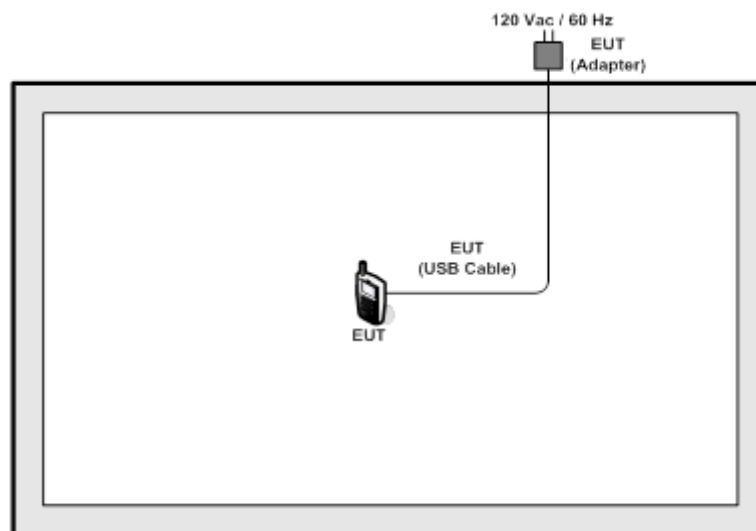 120 Vac / 60 Hz
EUT
(Adapter)
EUT
(USB Cable)
EUT